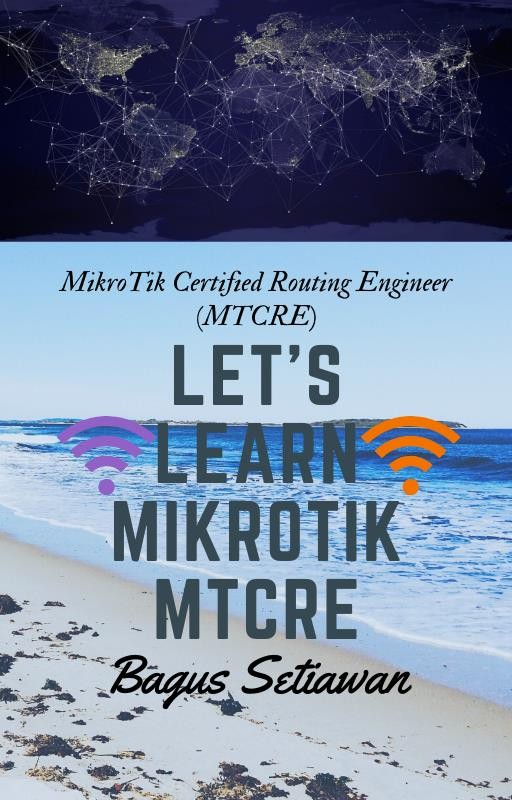 MikroTik Certified Routing Engineer
(MTCRE)
LET'S
LEARN
MIKROTIK
MTCRE
Bagus Setiawan